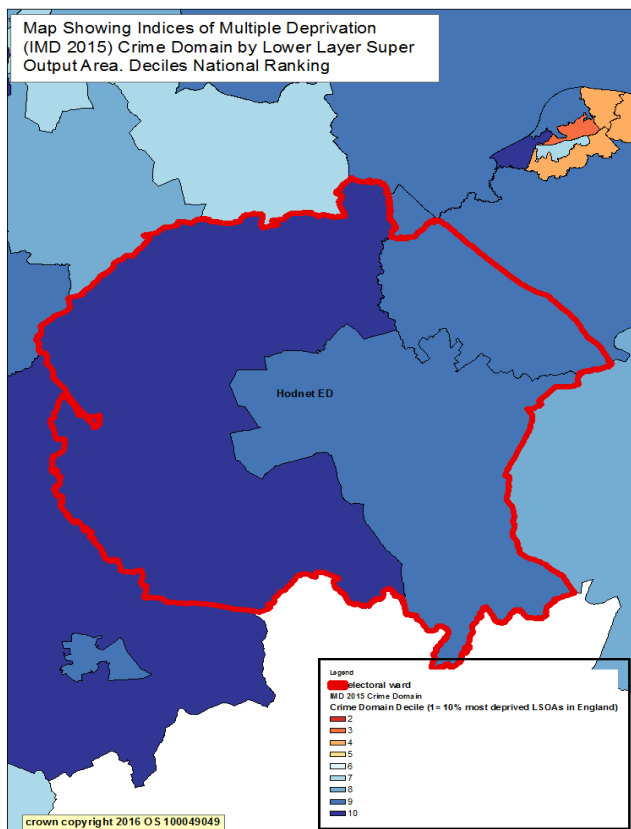 Map Showing Indices of Multiple Deprivation
(IMD 2015) Crime Domain by Lower Layer Super
Output Area. Deciles National Ranking
Hodnet ED
Legend
electoral ward
IMD 2015 Crime Domain
Crime Domain Decile (1= 10% most deprived LSOAs in England)
2
3
4
5
6
7
8
9
10
crown copyright 2016 OS 100049049